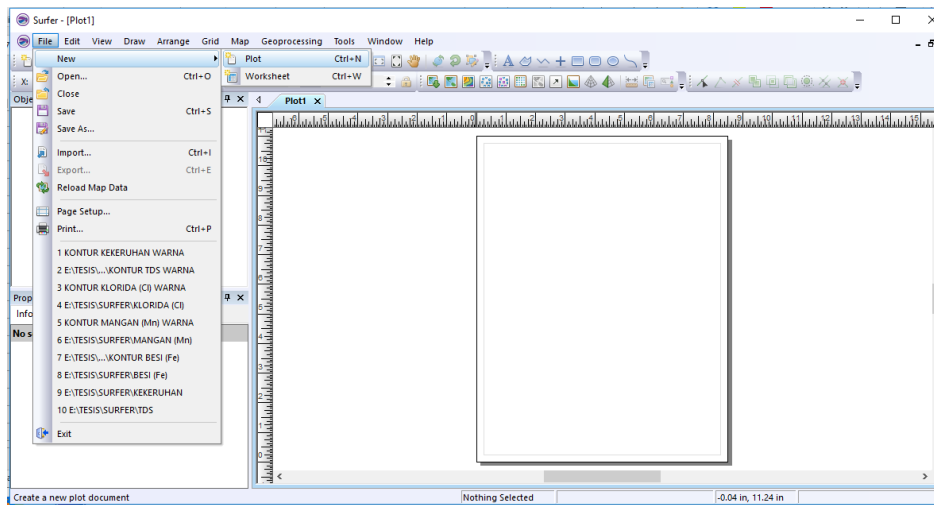 Surfer - [Plot1]
File Edit View Draw Arrange Grid Map Geoprocessing Tools Window Help
New
Plot Ctrl+N
Worksheet Ctrl+W
Open... Ctrl+O
Close
Save Ctrl+S
Save As...
Import... Ctrl+I
Export... Ctrl+E
Reload Map Data
Page Setup...
Print... Ctrl+P
1 KONTUR KEKERUHAN WARNA
2 E:\TESIS\...\KONTUR TDS WARNA
3 KONTUR KLORIDA (Cl) WARNA
4 E:\TESIS\SURFER\KLORIDA (Cl)
5 KONTUR MANGAN (Mn) WARNA
6 E:\TESIS\SURFER\MANGAN (Mn)
7 E:\TESIS\...\KONTUR BESI (Fe)
8 E:\TESIS\SURFER\BESI (Fe)
9 E:\TESIS\SURFER\KEKERUHAN
10 E:\TESIS\SURFER\TDS
Exit
X:
Obje
Prop
Info
No s
Plot1
Create a new plot document
Nothing Selected
-0.04 in, 11.24 in